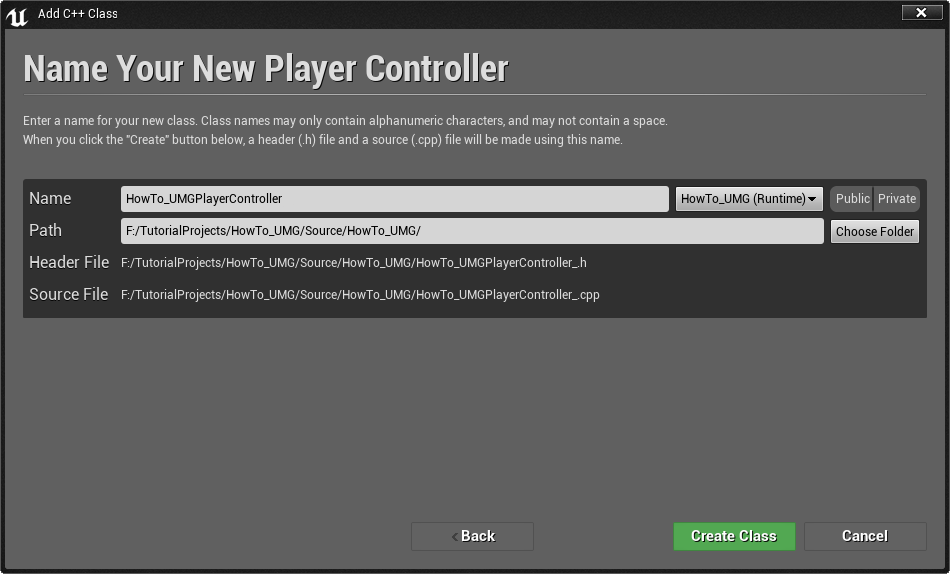 Add C++ Class
Name Your New Player Controller
Enter a name for your new class. Class names may only contain alphanumeric characters, and may not contain a space.
When you click the "Create" button below, a header (.h) file and a source (.cpp) file will be made using this name.
Name HowTo_UMGPlayerController HowTo_UMG (Runtime) Public Private
Path F:/TutorialProjects/HowTo_UMG/Source/HowTo_UMG/ Choose Folder
Header File F:/TutorialProjects/HowTo_UMG/Source/HowTo_UMG/HowTo_UMGPlayerController_.h
Source File F:/TutorialProjects/HowTo_UMG/Source/HowTo_UMG/HowTo_UMGPlayerController_.cpp
Back Create Class Cancel